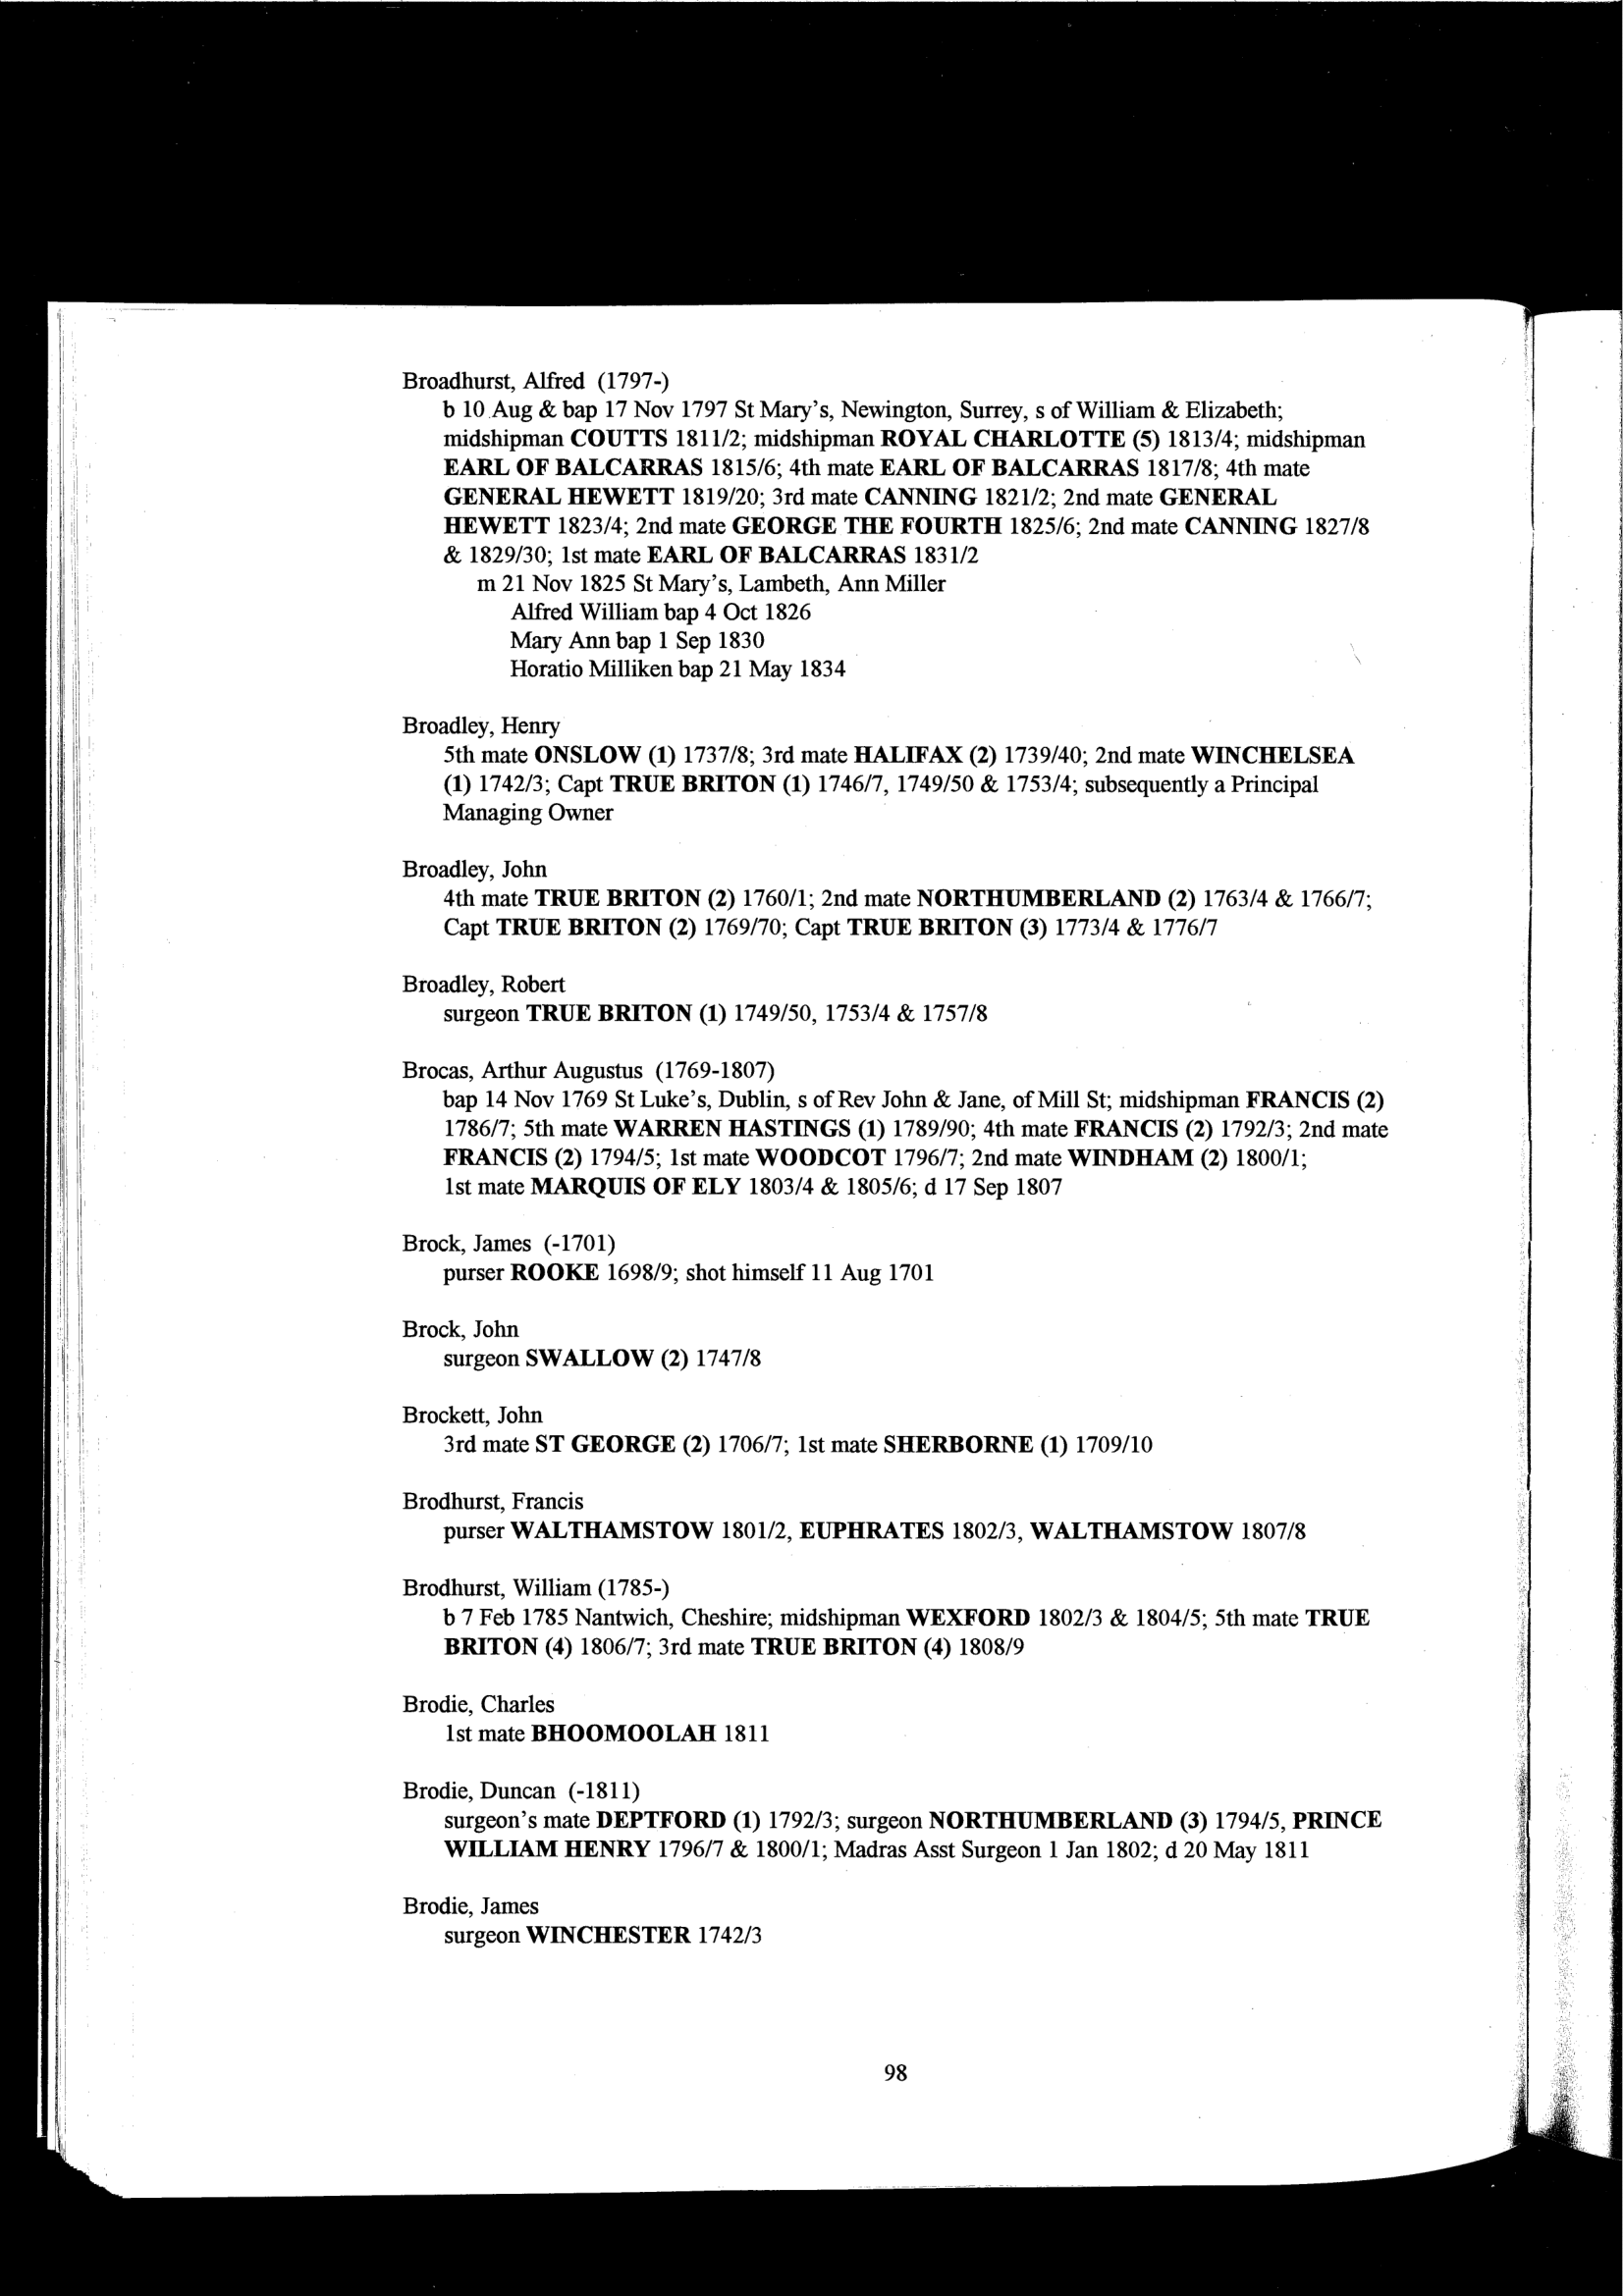 Broadhurst, Alfred (1797-)
b 10 Aug & bap 17 Nov 1797 St Mary's, Newington, Surrey, s of William & Elizabeth;
midshipman COUTTS 1811/2; midshipman ROYAL CHARLOTTE (5) 1813/4; midshipman
EARL OF BALCARRAS 1815/6; 4th mate EARL OF BALCARRAS 1817/8; 4th mate
GENERAL HEWETT 1819/20; 3rd mate CANNING 1821/2; 2nd mate GENERAL
HEWETT 1823/4; 2nd mate GEORGE THE FOURTH 1825/6; 2nd mate CANNING 1827/8
& 1829/30; 1st mate EARL OF BALCARRAS 1831/2
m 21 Nov 1825 St Mary's, Lambeth, Ann Miller
Alfred William bap 4 Oct 1826
Mary Ann bap 1 Sep 1830
Horatio Milliken bap 21 May 1834
Broadley, Henry
5th mate ONSLOW (1) 1737/8; 3rd mate HALIFAX (2) 1739/40; 2nd mate WINCHELSEA
(1) 1742/3; Capt TRUE BRITON (1) 1746/7, 1749/50 & 1753/4; subsequently a Principal
Managing Owner
Broadley, John
4th mate TRUE BRITON (2) 1760/1; 2nd mate NORTHUMBERLAND (2) 1763/4 & 1766/7;
Capt TRUE BRITON (2) 1769/70; Capt TRUE BRITON (3) 1773/4 & 1776/7
Broadley, Robert
surgeon TRUE BRITON (1) 1749/50, 1753/4 & 1757/8
Brocas, Arthur Augustus (1769-1807)
bap 14 Nov 1769 St Luke's, Dublin, s of Rev John & Jane, of Mill St; midshipman FRANCIS (2)
1786/7; 5th mate WARREN HASTINGS (1) 1789/90; 4th mate FRANCIS (2) 1792/3; 2nd mate
FRANCIS (2) 1794/5; 1st mate WOODCOT 1796/7; 2nd mate WINDHAM (2) 1800/1;
1st mate MARQUIS OF ELY 1803/4 & 1805/6; d 17 Sep 1807
Brock, James (-1701)
purser ROOKE 1698/9; shot himself 11 Aug 1701
Brock, John
surgeon SWALLOW (2) 1747/8
Brockett, John
3rd mate ST GEORGE (2) 1706/7; 1st mate SHERBORNE (1) 1709/10
Brodhurst, Francis
purser WALTHAMSTOW 1801/2, EUPHRATES 1802/3, WALTHAMSTOW 1807/8
Brodhurst, William (1785-)
b 7 Feb 1785 Nantwich, Cheshire; midshipman WEXFORD 1802/3 & 1804/5; 5th mate TRUE
BRITON (4) 1806/7; 3rd mate TRUE BRITON (4) 1808/9
Brodie, Charles
1st mate BHOOMOOLAH 1811
Brodie, Duncan (-1811)
surgeon's mate DEPTFORD (1) 1792/3; surgeon NORTHUMBERLAND (3) 1794/5, PRINCE
WILLIAM HENRY 1796/7 & 1800/1; Madras Asst Surgeon 1 Jan 1802; d 20 May 1811
Brodie, James
surgeon WINCHESTER 1742/3
98